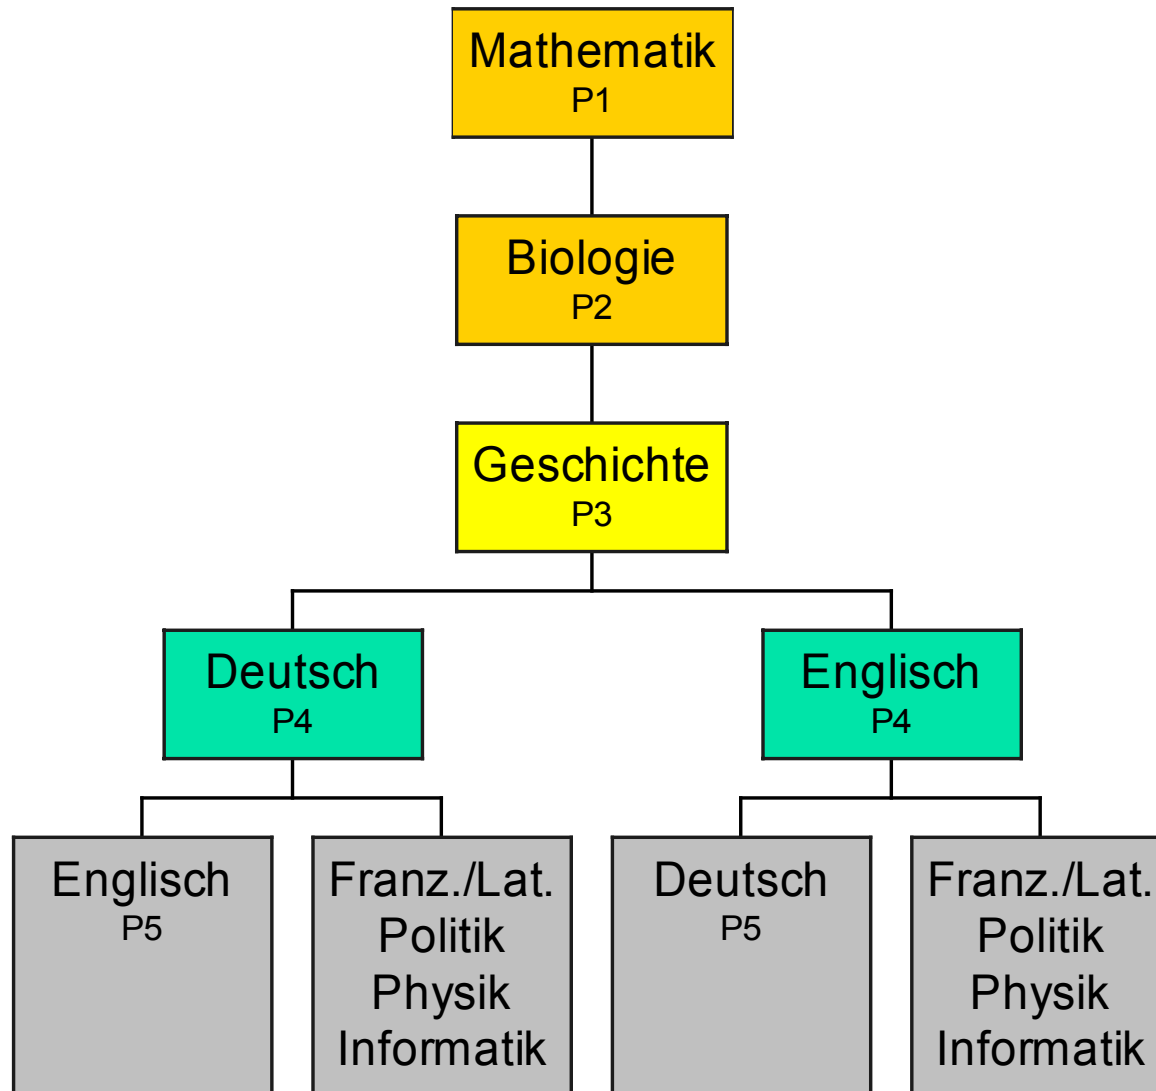 Mathematik
P1
Biologie
P2
Geschichte
P3
Deutsch
P4
Englisch
P4
Englisch
P5
Franz./Lat.
Politik
Physik
Informatik
Deutsch
P5
Franz./Lat.
Politik
Physik
Informatik